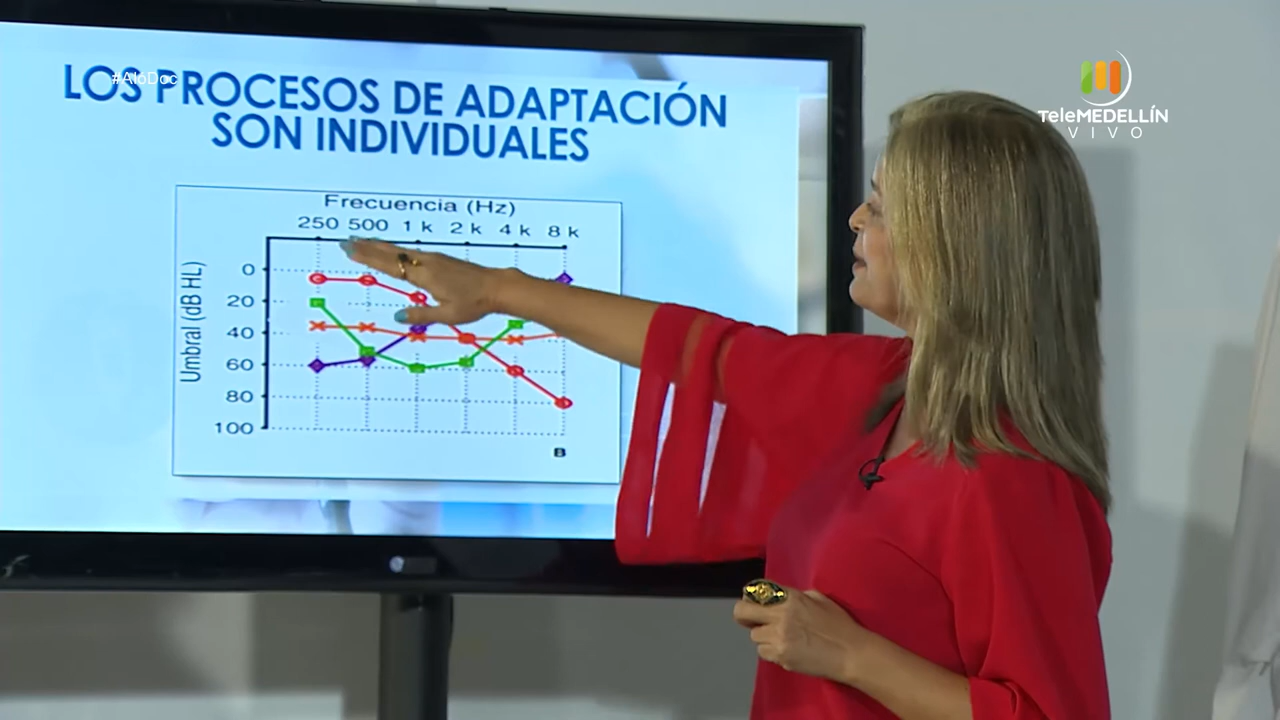 #AlóDoc
LOS PROCESOS DE ADAPTACIÓN
SON INDIVIDUALES
TeleMEDELLÍN
VIVO
Frecuencia (Hz)
250 500 1 k 2 k 4 k 8 k
Umbral (dB HL)
0
20
40
60
80
100
B